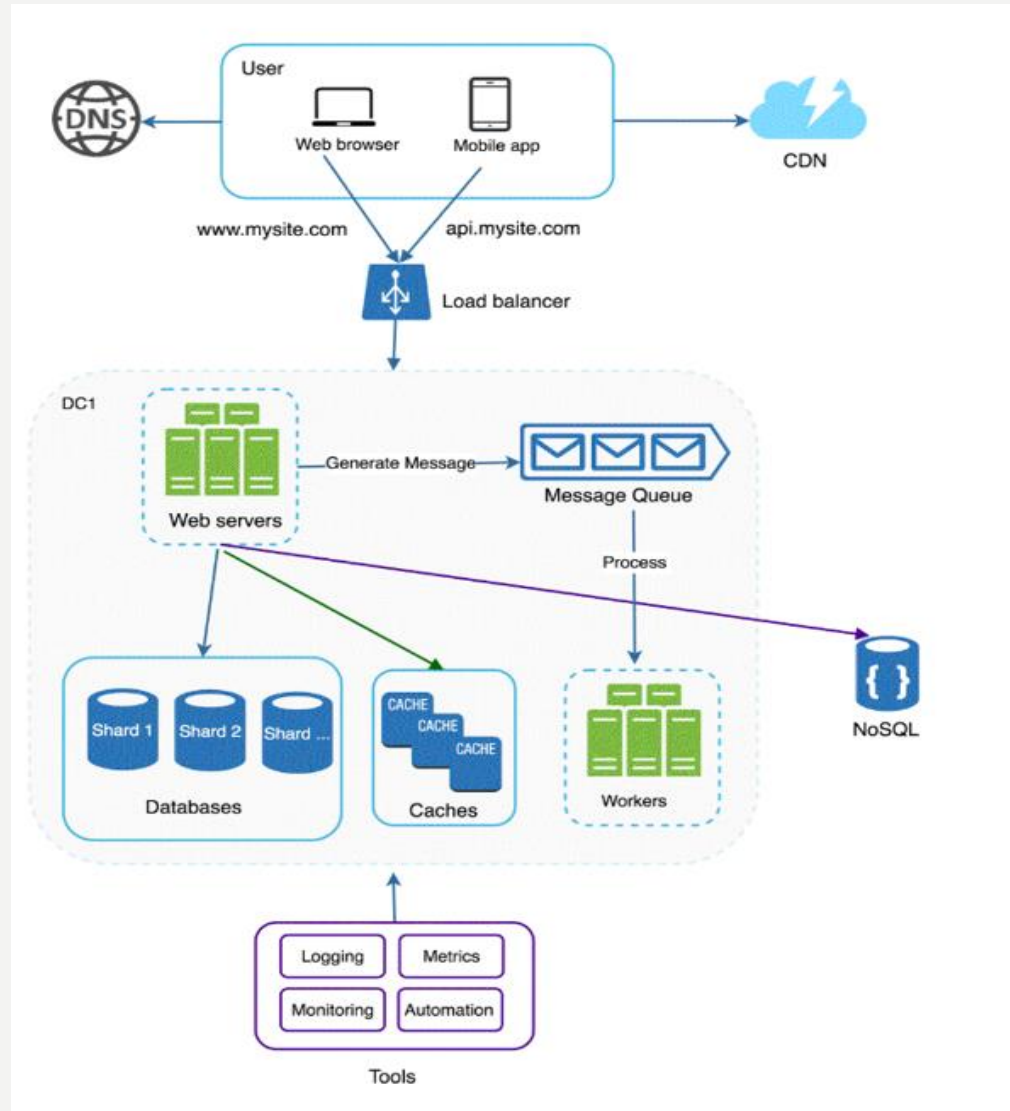 User
DNS
Web browser
Mobile app
CDN
www.mysite.com
api.mysite.com
Load balancer
DC1
Generate Message
Message Queue
Web servers
Process
Shard 1
Shard 2
Shard ...
Databases
CACHE
CACHE
CACHE
Caches
Workers
{ }
NoSQL
Logging
Metrics
Monitoring
Automation
Tools